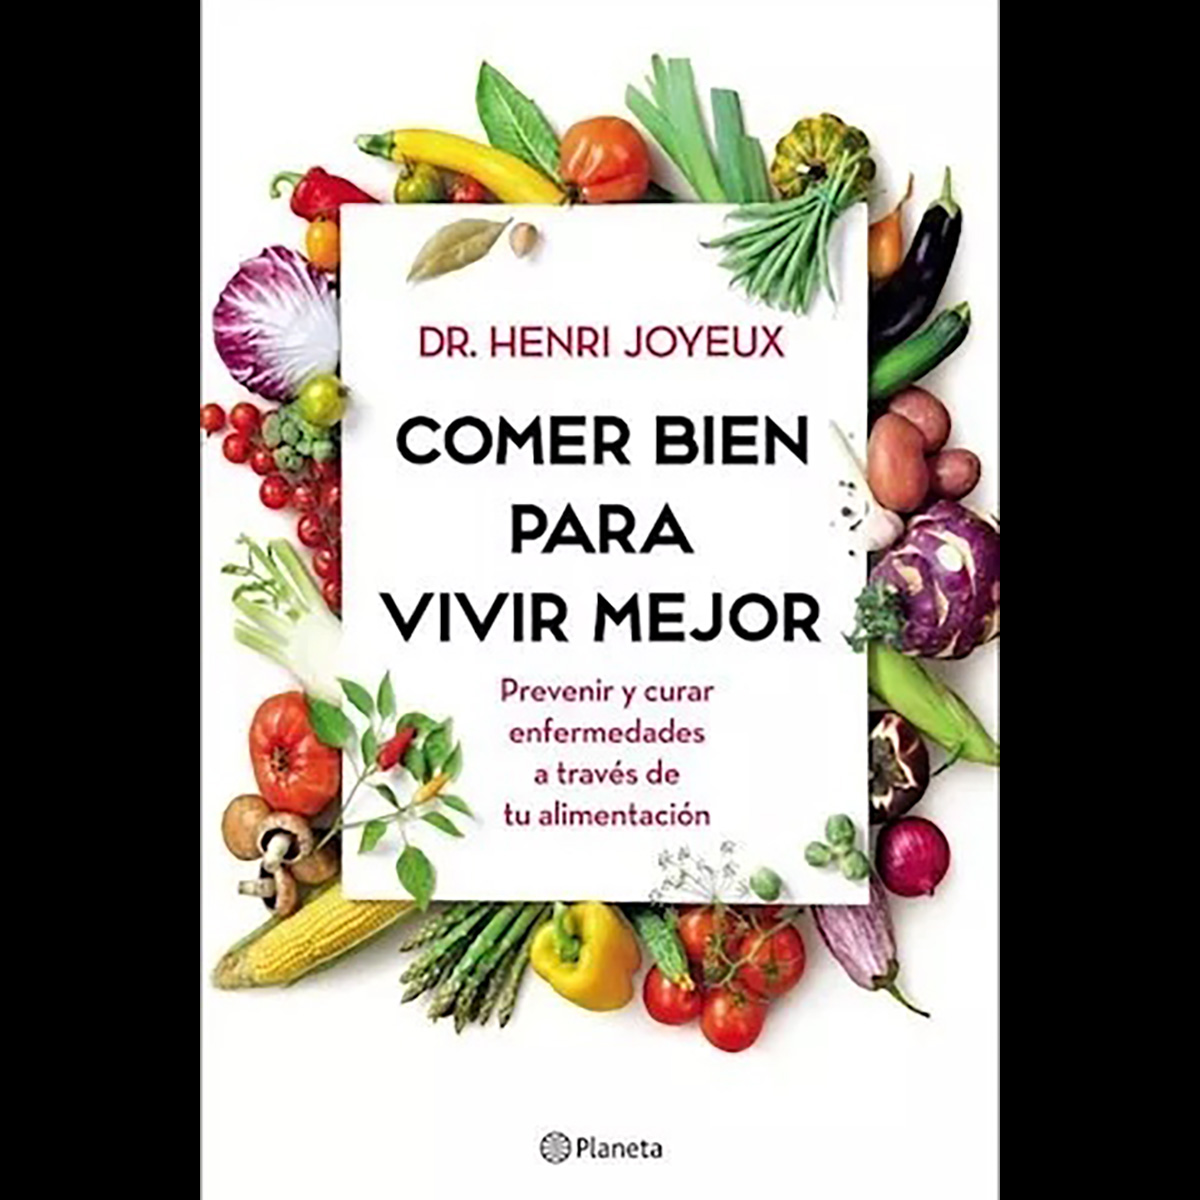 DR. HENRI JOYEUX
COMER BIEN
PARA
VIVIR MEJOR
Prevenir y curar
enfermedades
a través de
tu alimentación
Planeta